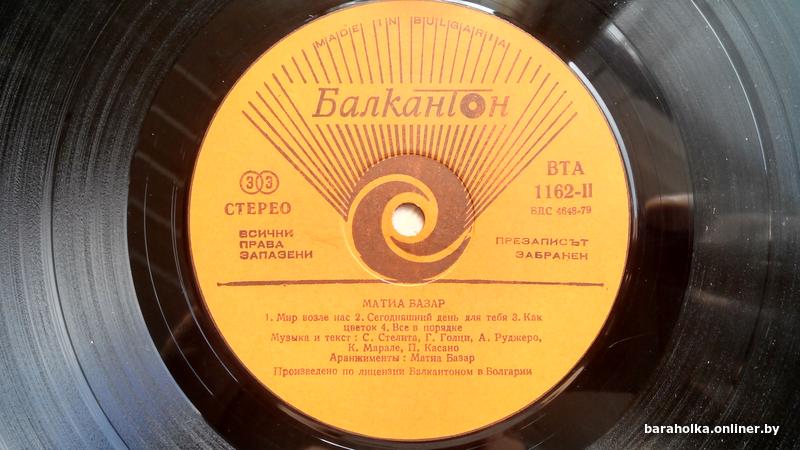 MADE IN BULGARIA
Балкантон
33
СТЕРЕО
ВТА
1162-II
БДС 4648-79
ВСИЧКИ
ПРАВА
ЗАПАЗЕНИ
ПРЕЗАПИСЪТ
ЗАБРАНЕН
МАТИА БАЗАР
1. Мир возле нас 2. Сегодняшний день для тебя 3. Как
цветок 4. Все в порядке
Музыка и текст : С. Стелита, Г. Голци, А. Руджеро,
К. Марале, П. Касано
Аранжименты : Матиа Базар
Произведено по лицензии Балкантоном в Болгарии
baraholka.onliner.by